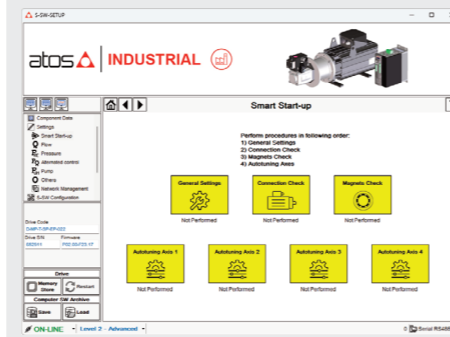 S-SW-SETUP
atos
INDUSTRIAL
Smart Start-up
Component Data
Settings
Smart Start-up
Flow
Pressure
Alternated control
Pump
Others
Network Management
S-SW Configuration
Perform procedures in following order:
1) General Settings
2) Connection Check
3) Magnets Check
4) Autotuning Axes
General Settings
Connection Check
Magnets Check
Not Performed
Not Performed
Not Performed
Autotuning Axis 1
Autotuning Axis 2
Autotuning Axis 3
Autotuning Axis 4
Not Performed
Not Performed
Not Performed
Not Performed
Drive Code
Drive S/N
Firmware
Drive
Memory Store
Restart
Computer SW Archive
Save
Load
ON-LINE
Level 2 - Advanced
0